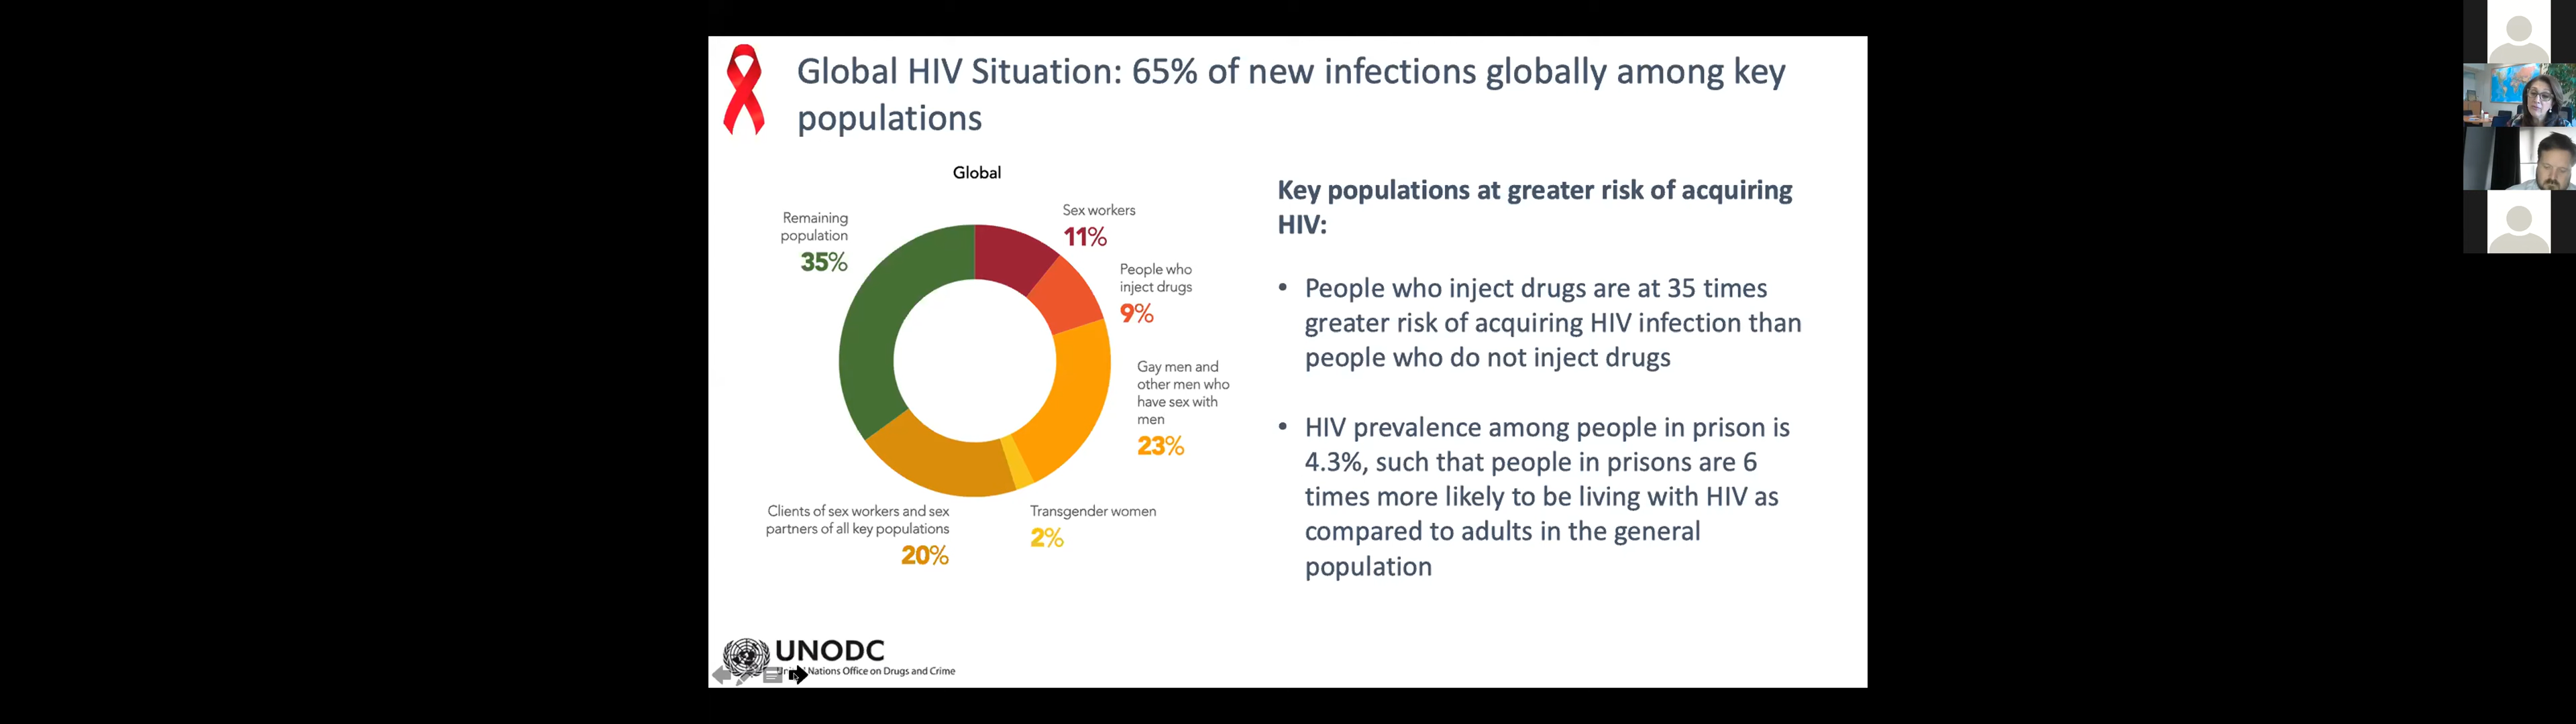 Global HIV Situation: 65% of new infections globally among key
populations
Global
Remaining
population
35%
Sex workers
11%
People who
inject drugs
9%
Gay men and
other men who
have sex with
men
23%
Transgender women
2%
Clients of sex workers and sex
partners of all key populations
20%
Key populations at greater risk of acquiring
HIV:
• People who inject drugs are at 35 times
greater risk of acquiring HIV infection than
people who do not inject drugs
• HIV prevalence among people in prison is
4.3%, such that people in prisons are 6
times more likely to be living with HIV as
compared to adults in the general
population
UNODC
Nations Office on Drugs and Crime